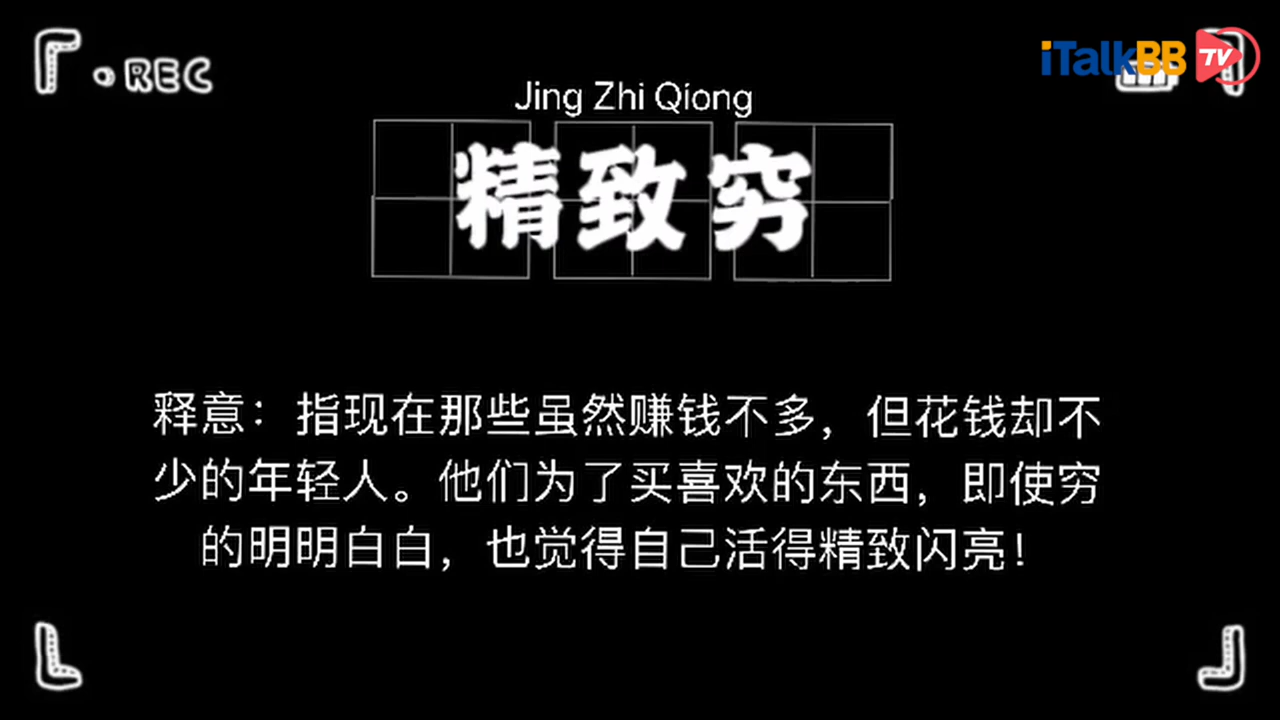 REC
iTalkBB TV
Jing Zhi Qíong
精致穷
释意：指现在那些虽然赚钱不多，但花钱却不
少的年轻人。他们为了买喜欢的东西，即使穷
的明明白白，也觉得自己活得精致闪亮！